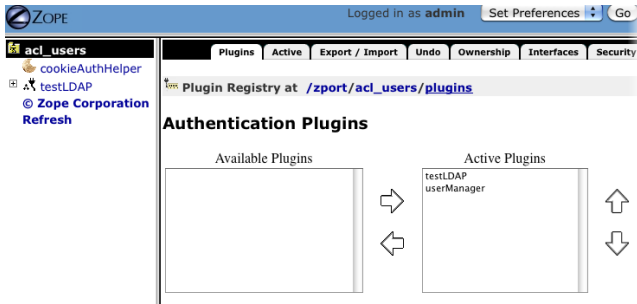 ZOPE
Logged in as admin Set Preferences Go
acl_users
cookieAuthHelper
testLDAP
© Zope Corporation
Refresh
Plugins Active Export / Import Undo Ownership Interfaces Security
Plugin Registry at /zport/acl_users/plugins
Authentication Plugins
Available Plugins
Active Plugins
testLDAP
userManager